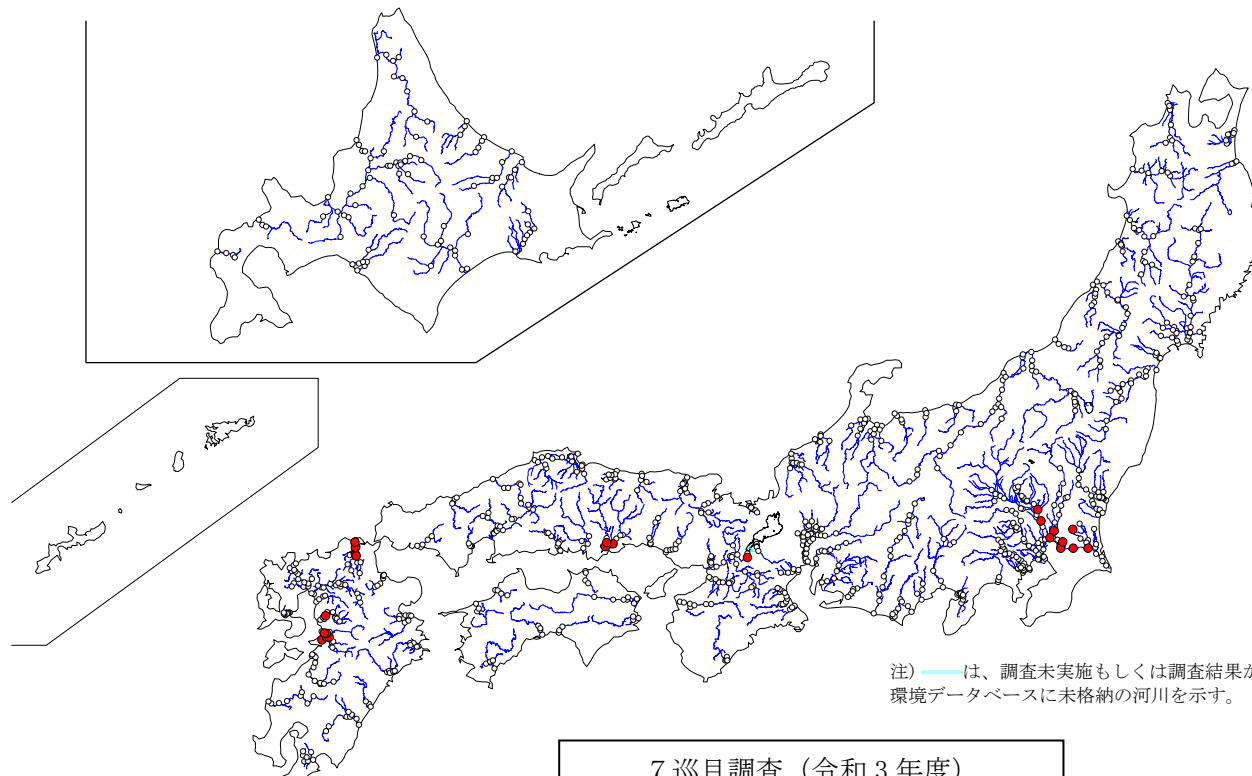 注) は、調査未実施もしくは調査結果が
環境データベースに未格納の河川を示す。
7巡目調査（令和3年度）